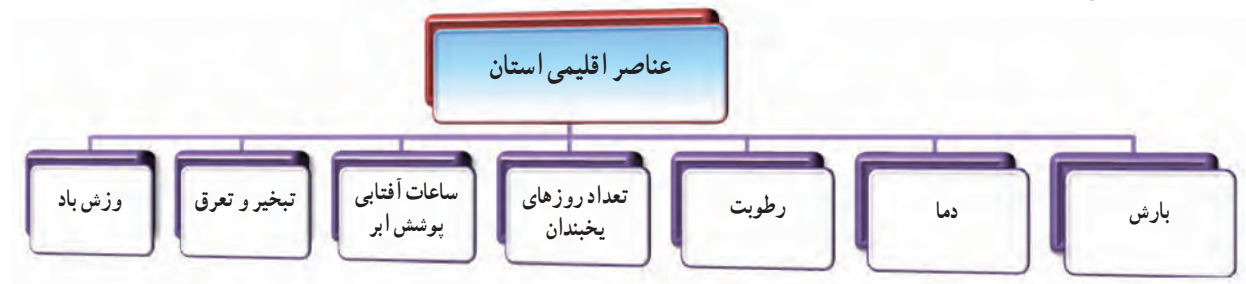 عناصر اقلیمی استان
بارش
دما
رطوبت
تعداد روزهای
یخبندان
ساعات آفتابی
پوشش ابر
تبخیر و تعرق
وزش باد